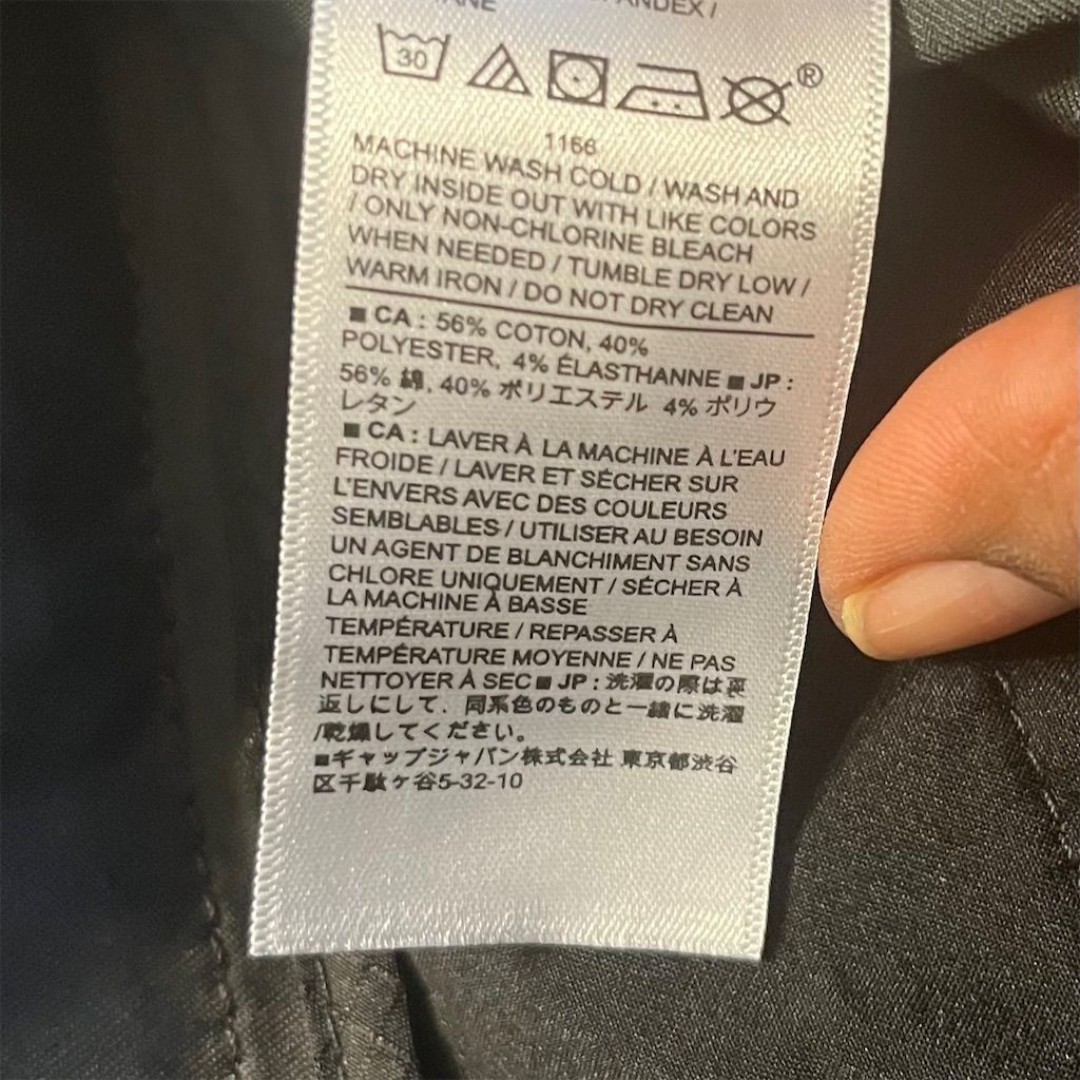 30
®
1166
MACHINE WASH COLD / WASH AND
DRY INSIDE OUT WITH LIKE COLORS
/ ONLY NON-CHLORINE BLEACH
WHEN NEEDED / TUMBLE DRY LOW /
WARM IRON / DO NOT DRY CLEAN
■ CA : 56% COTON, 40%
POLYESTER, 4% ÉLASTHANNE ■ JP :
56% 綿, 40% ポリエステル 4% ポリウ
レタン
■ CA : LAVER À LA MACHINE À L'EAU
FROIDE / LAVER ET SÉCHER SUR
L'ENVERS AVEC DES COULEURS
SEMBLABLES / UTILISER AU BESOIN
UN AGENT DE BLANCHIMENT SANS
CHLORE UNIQUEMENT / SÉCHER À
LA MACHINE À BASSE
TEMPÉRATURE / REPASSER À
TEMPÉRATURE MOYENNE / NE PAS
NETTOYER À SEC ■ JP : 洗濯の際は裏
返しにして、同系色のものと一緒に洗濯
/乾燥してください。
■ギャップジャパン株式会社 東京都渋谷
区千駄ヶ谷5-32-10